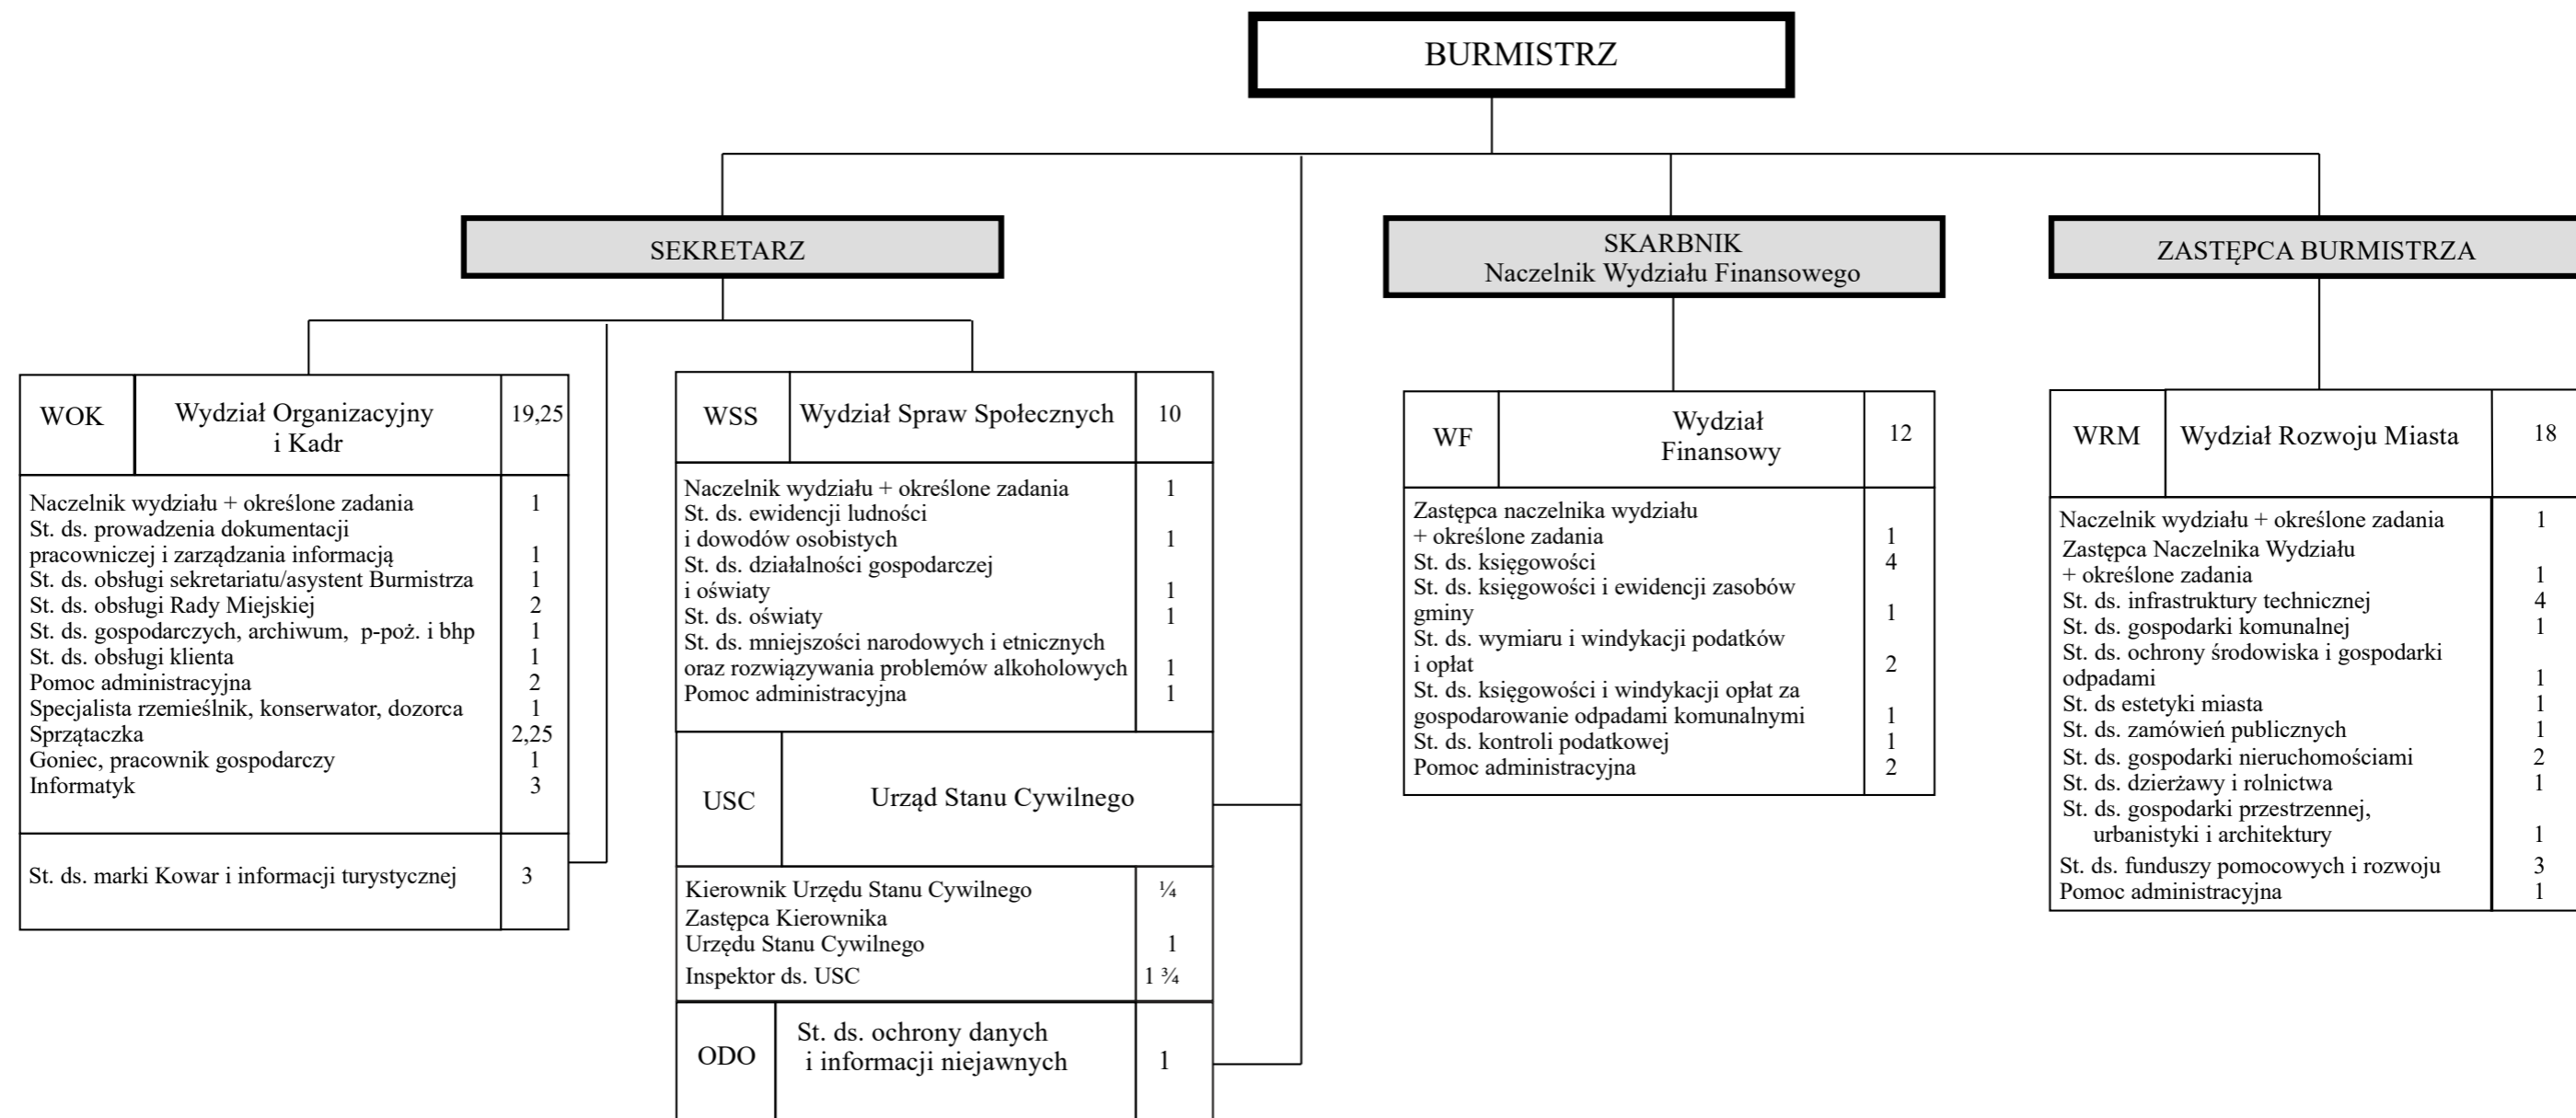 BURMISTRZ
SEKRETARZ
SKARBNIK
Naczelnik Wydziału Finansowego
ZASTĘPCA BURMISTRZA
WOK
Wydział Organizacyjny
i Kadr
19,25
Naczelnik wydziału + określone zadania 1
St. ds. prowadzenia dokumentacji
pracowniczej i zarządzania informacją 1
St. ds. obsługi sekretariatu/asystent Burmistrza 1
St. ds. obsługi Rady Miejskiej 2
St. ds. gospodarczych, archiwum, p-poż. i bhp 1
St. ds. obsługi klienta 1
Pomoc administracyjna 2
Specjalista rzemieślnik, konserwator, dozorca 1
Sprzątaczka 2,25
Goniec, pracownik gospodarczy 1
Informatyk 3
St. ds. marki Kowar i informacji turystycznej 3
WSS
Wydział Spraw Społecznych
10
Naczelnik wydziału + określone zadania 1
St. ds. ewidencji ludności
i dowodów osobistych 1
St. ds. działalności gospodarczej
i oświaty 1
St. ds. oświaty 1
St. ds. mniejszości narodowych i etnicznych
oraz rozwiązywania problemów alkoholowych 1
Pomoc administracyjna 1
USC
Urząd Stanu Cywilnego
Kierownik Urzędu Stanu Cywilnego ¼
Zastępca Kierownika
Urzędu Stanu Cywilnego 1
Inspektor ds. USC 1 ¾
ODO
St. ds. ochrony danych
i informacji niejawnych
1
WF
Wydział
Finansowy
12
Zastępca naczelnika wydziału
+ określone zadania 1
St. ds. księgowości 4
St. ds. księgowości i ewidencji zasobów
gminy 1
St. ds. wymiaru i windykacji podatków
i opłat 2
St. ds. księgowości i windykacji opłat za
gospodarowanie odpadami komunalnymi 1
St. ds. kontroli podatkowej 1
Pomoc administracyjna 2
WRM
Wydział Rozwoju Miasta
18
Naczelnik wydziału + określone zadania 1
Zastępca Naczelnika Wydziału
+ określone zadania 1
St. ds. infrastruktury technicznej 4
St. ds. gospodarki komunalnej 1
St. ds. ochrony środowiska i gospodarki
odpadami 1
St. ds estetyki miasta 1
St. ds. zamówień publicznych 1
St. ds. gospodarki nieruchomościami 2
St. ds. dzierżawy i rolnictwa 1
St. ds. gospodarki przestrzennej,
urbanistyki i architektury 1
St. ds. funduszy pomocowych i rozwoju 3
Pomoc administracyjna 1